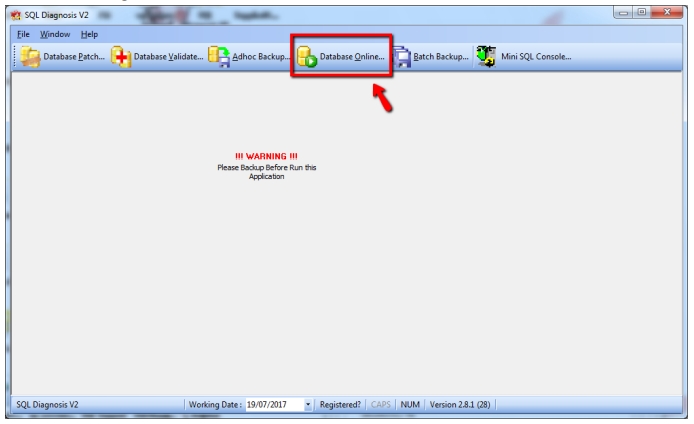 SQL Diagnosis V2
File Window Help
Database Patch... Database Validate... Adhoc Backup... Database Online... Batch Backup... Mini SQL Console...
!!! WARNING !!!
Please Backup Before Run this
Application
SQL Diagnosis V2 Working Date : 19/07/2017 Registered? CAPS NUM Version 2.8.1 (28)